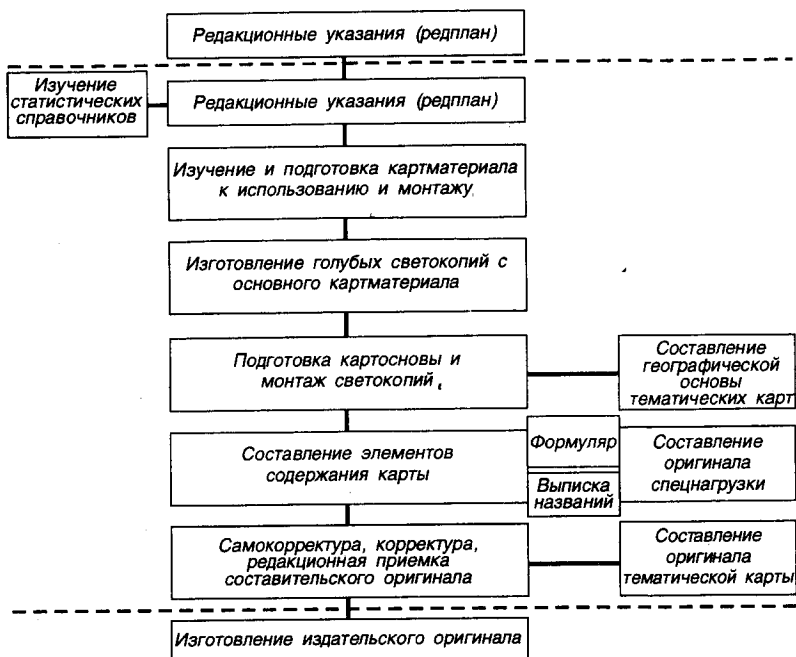 Редакционные указания (редплан)
Изучение
статистических
справочников
Редакционные указания (редплан)
Изучение и подготовка картматериала
к использованию и монтажу
Изготовление голубых светокопий с
основного картматериала
Подготовка картосновы и
монтаж светокопий
Составление
географической
основы
тематических карт
Составление элементов
содержания карты
Формуляр
Выписка
названий
Составление
оригинала
спецнагрузки
Самокорректура, корректура,
редакционная приемка
составительского оригинала
Составление
оригинала
тематической карты
Изготовление издательского оригинала